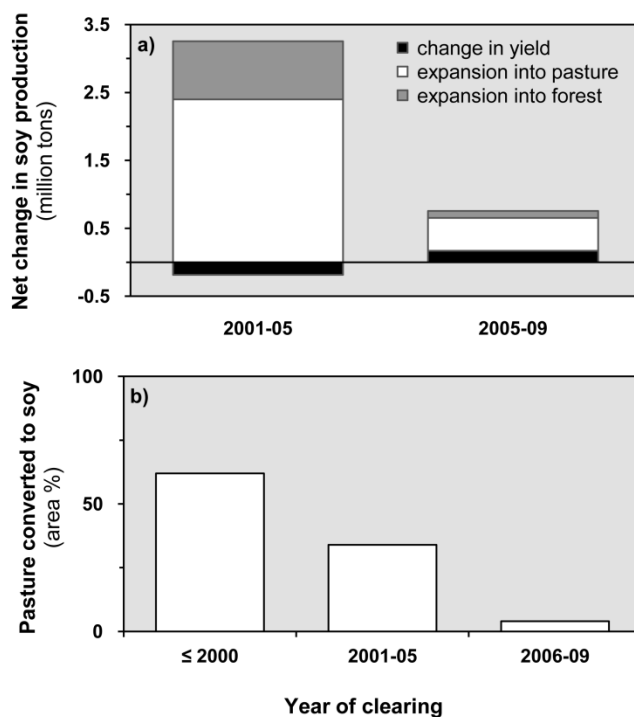 3.5
a)
change in yield
expansion into pasture
2.5
expansion into forest
1.5
0.5
-0.5
Net change in soy production
(million tons)
2001-05 2005-09
100
b)
50
0
Pasture converted to soy
(area %)
≤ 2000 2001-05 2006-09
Year of clearing